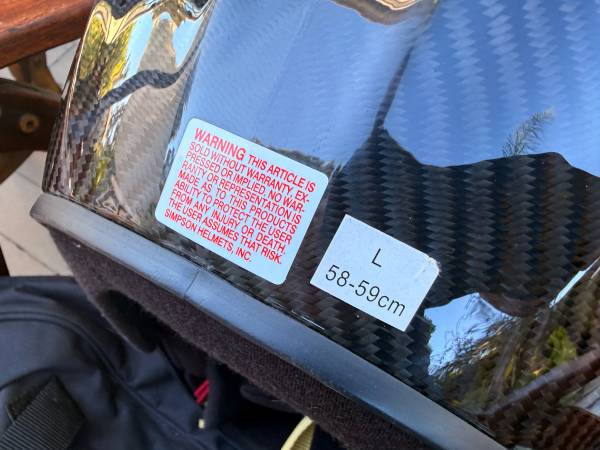 WARNING THIS ARTICLE IS
SOLD WITHOUT WARRANTY, EX-
PRESSED OR IMPLIED. NO WAR-
RANTY OR REPRESENTATION IS
MADE AS TO THIS PRODUCTS
ABILITY TO PROTECT THE USER
FROM ANY INJURY OR DEATH.
THE USER ASSUMES THAT RISK.
SIMPSON HELMETS, INC.
L
58-59cm